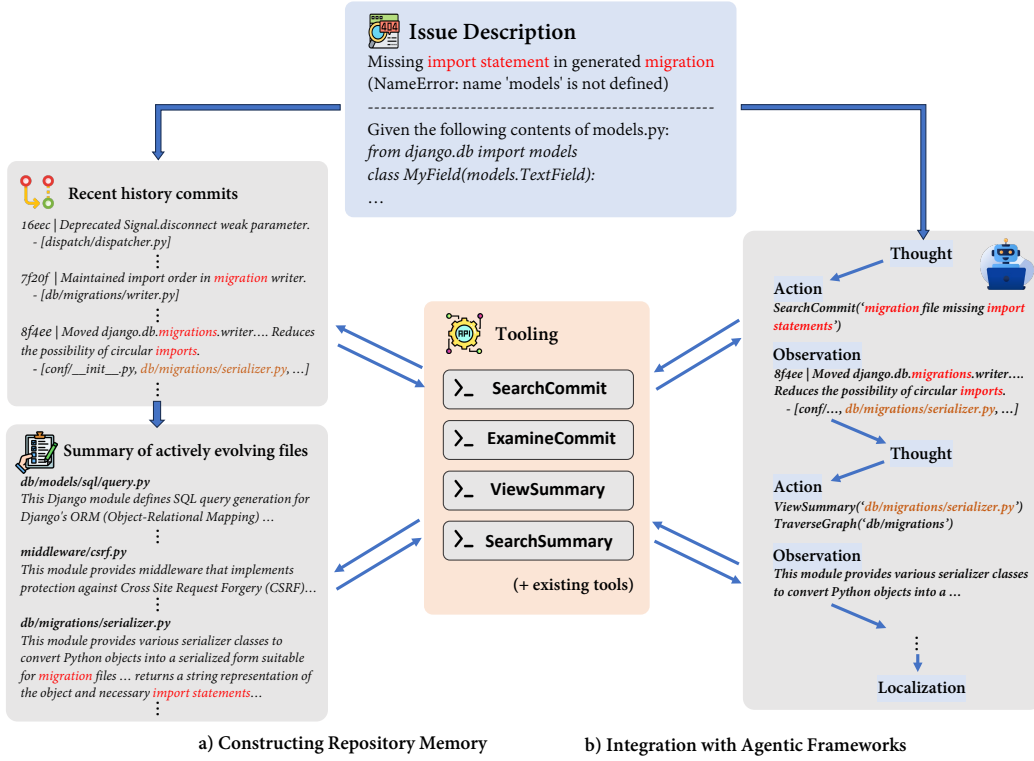 404
Issue Description
Missing import statement in generated migration
(NameError: name 'models' is not defined)
Given the following contents of models.py:
from django.db import models
class MyField(models.TextField):
…
Recent history commits
16eec | Deprecated Signal.disconnect weak parameter.
- [dispatch/dispatcher.py]
⋮
7f20f | Maintained import order in migration writer.
- [db/migrations/writer.py]
⋮
8f4ee | Moved django.db.migrations.writer…. Reduces
the possibility of circular imports.
- [conf/__init__.py, db/migrations/serializer.py, ...]
⋮
Summary of actively evolving files
db/models/sql/query.py
This Django module defines SQL query generation for
Django's ORM (Object-Relational Mapping) …
⋮
middleware/csrf.py
This module provides middleware that implements
protection against Cross Site Request Forgery (CSRF)…
⋮
db/migrations/serializer.py
This module provides various serializer classes to
convert Python objects into a serialized form suitable
for migration files … returns a string representation
of the object and necessary import statements…
⋮
API
Tooling
>_ SearchCommit
>_ ExamineCommit
>_ ViewSummary
>_ SearchSummary
(+ existing tools)
Thought
Action
SearchCommit(‘migration file missing import
statements’)
Observation
8f4ee | Moved django.db.migrations.writer….
Reduces the possibility of circular imports.
- [conf/…, db/migrations/serializer.py, …]
Thought
Action
ViewSummary(‘db/migrations/serializer.py’)
TraverseGraph(‘db/migrations’)
Observation
This module provides various serializer classes
to convert Python objects into a …
⋮
Localization
a) Constructing Repository Memory
b) Integration with Agentic Frameworks